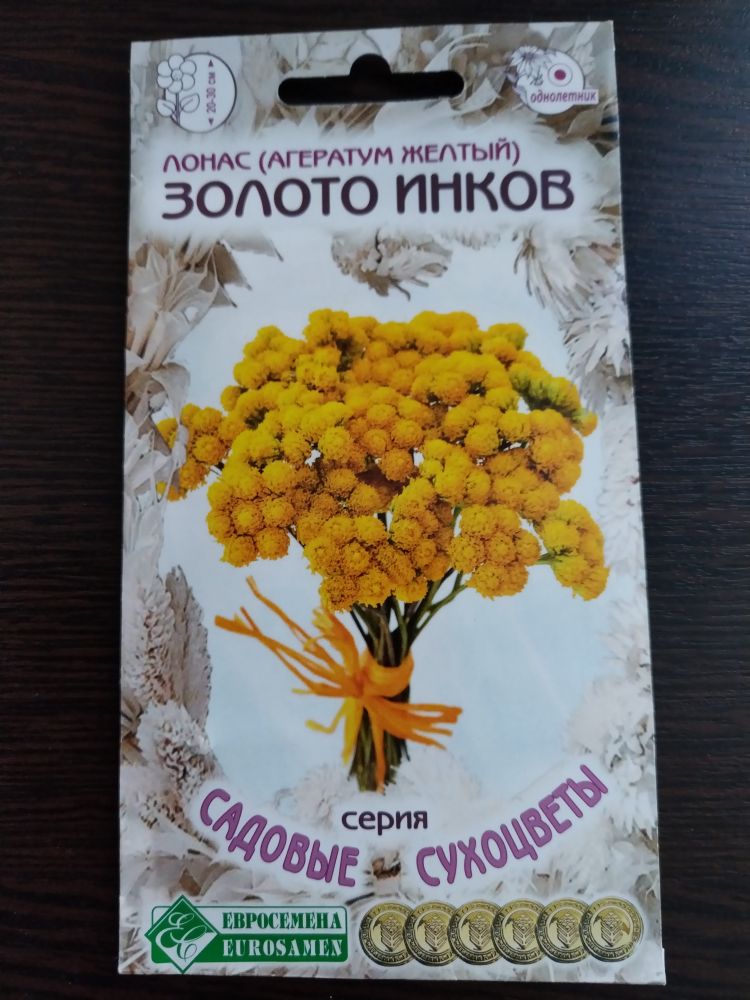 20-30 см
однолетник
ЛОНАС (АГЕРАТУМ ЖЕЛТЫЙ)
ЗОЛОТО ИНКОВ
серия
САДОВЫЕ СУХОЦВЕТЫ
ЕВРОСЕМЕНА
EUROSAMEN